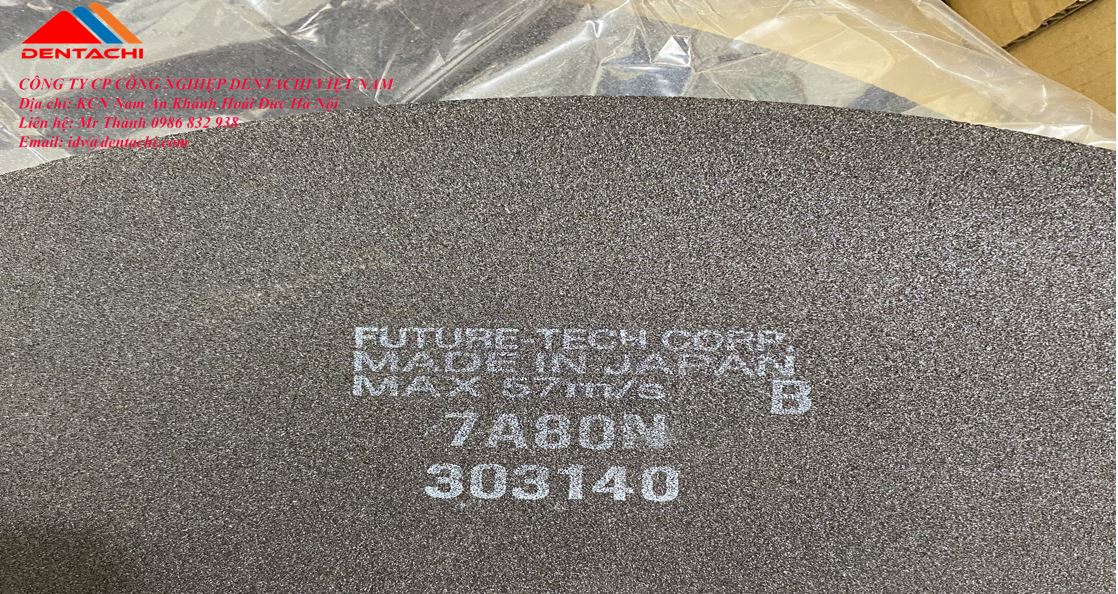 DENTACHI
CÔNG TY CP CÔNG NGHIỆP DENTACHI VIỆT NAM
Địa chỉ: KCN Nam An Khánh Hoài Đức Hà Nội
Liên hệ: Mr Thành 0986 832 938
Email: idv@dentachi.com
FUTURE-TECH CORP.
MADE IN JAPAN
MAX 57m/s
B
7A80N
303140